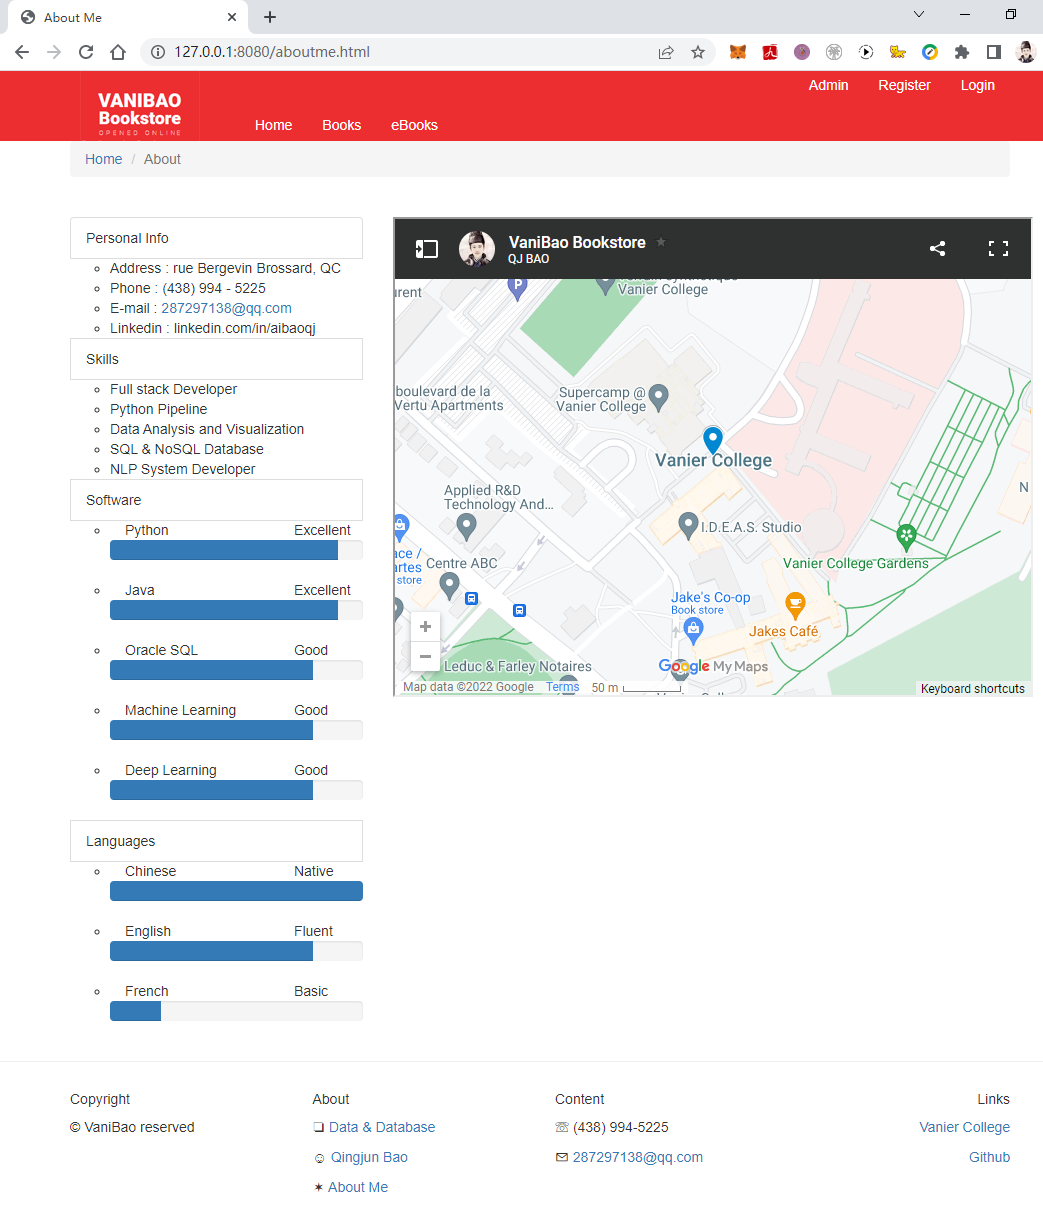 About Me
127.0.0.1:8080/aboutme.html
Admin Register Login
VANIBAO
Bookstore
OPENED ONLINE
Home Books eBooks
Home / About
Personal Info
Address : rue Bergevin Brossard, QC
Phone : (438) 994 - 5225
E-mail : 287297138@qq.com
Linkedin : linkedin.com/in/aibaoqj
Skills
Full stack Developer
Python Pipeline
Data Analysis and Visualization
SQL & NoSQL Database
NLP System Developer
Software
Python Excellent
Java Excellent
Oracle SQL Good
Machine Learning Good
Deep Learning Good
Languages
Chinese Native
English Fluent
French Basic
VaniBao Bookstore
QJ BAO
P
Vanier College
boulevard de la
Vertu Apartments
Supercamp @
Vanier College
Vanier College
Applied R&D
Technology And...
I.D.E.A.S. Studio
N
Centre ABC
store
Vanier College Gardens
Jake's Co-op
Book store
Jakes Café
+
−
Leduc & Farley Notaires
Google My Maps
Map data ©2022 Google Terms 50 m
Keyboard shortcuts
Copyright
© VaniBao reserved
About
❏ Data & Database
☺ Qingjun Bao
✶ About Me
Content
☏ (438) 994-5225
✉ 287297138@qq.com
Links
Vanier College
Github